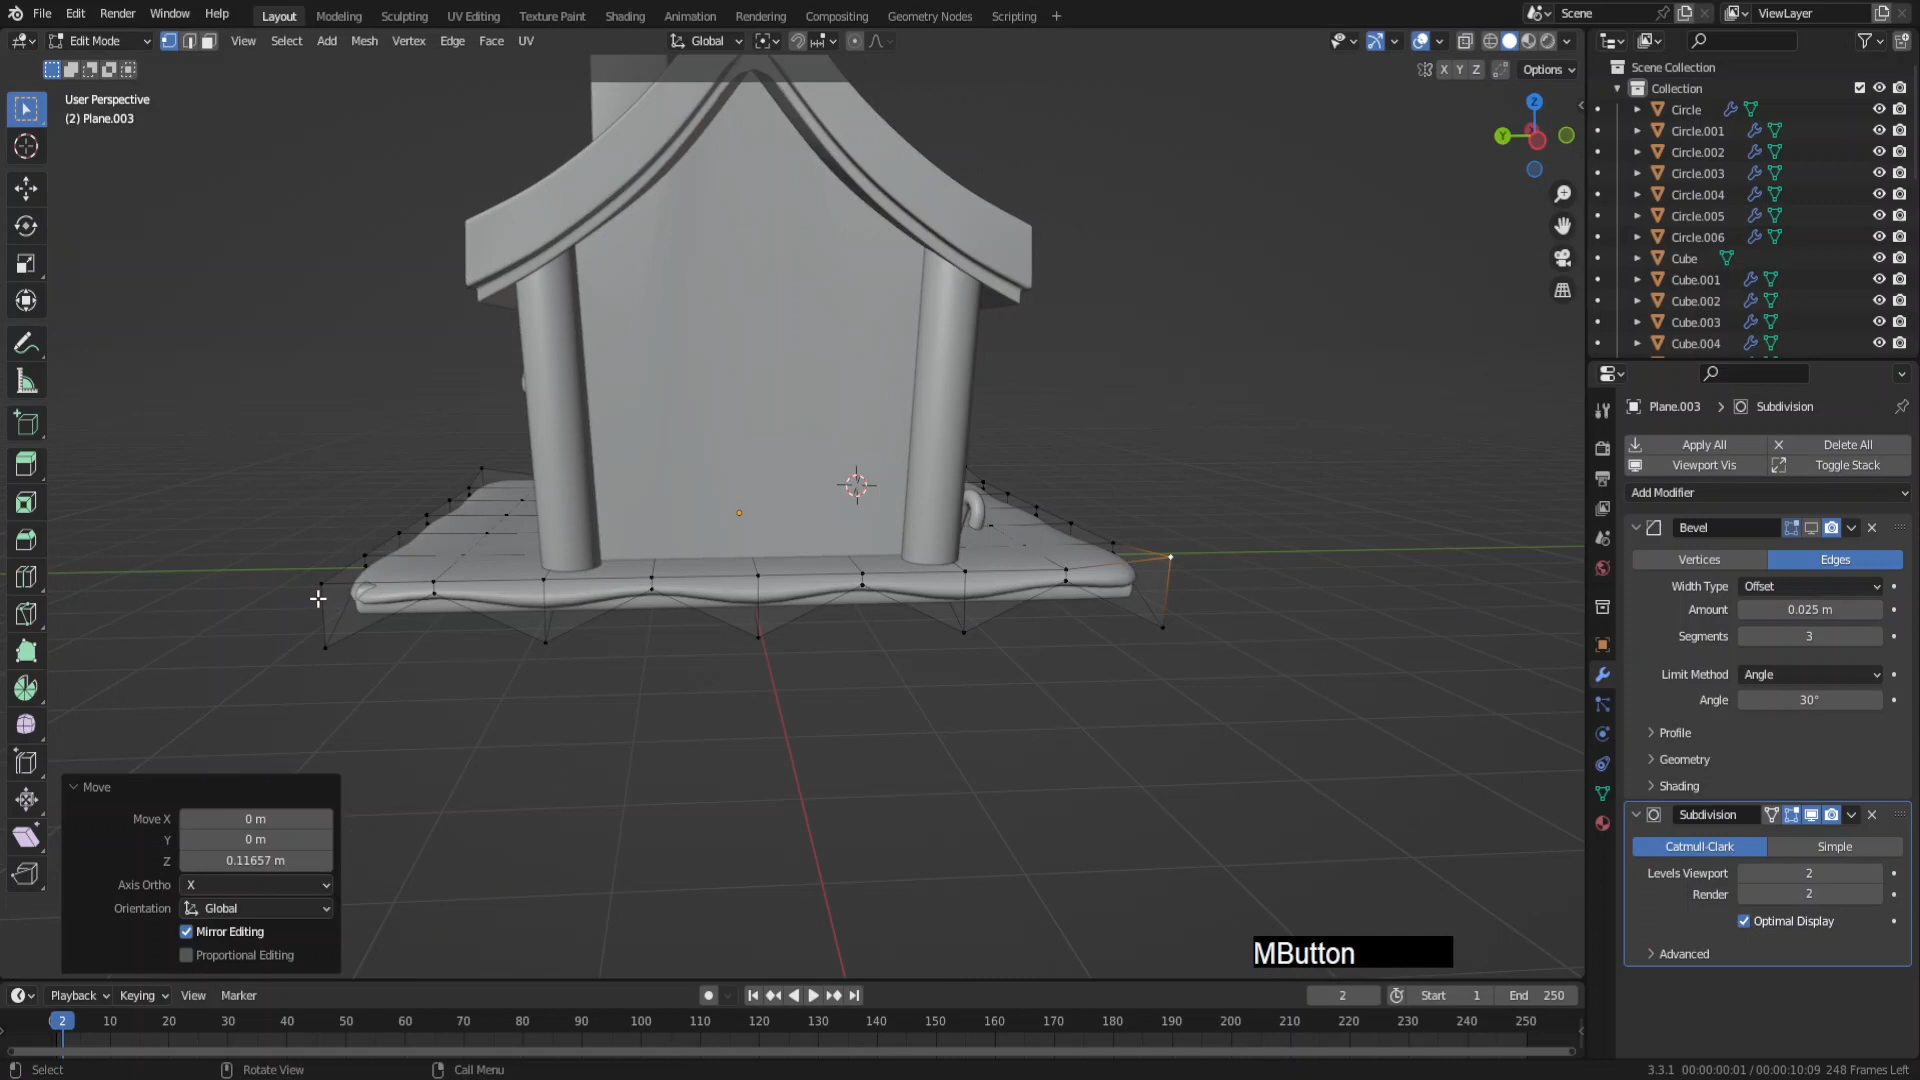 File Edit Render Window Help Layout Modeling Sculpting UV Editing Texture Paint Shading Animation Rendering Compositing Geometry Nodes Scripting + Scene ViewLayer
Edit Mode View Select Add Mesh Vertex Edge Face UV Global
X Y Z Options
User Perspective
(2) Plane.003
Z
Y
Scene Collection
Collection
Circle
Circle.001
Circle.002
Circle.003
Circle.004
Circle.005
Circle.006
Cube
Cube.001
Cube.002
Cube.003
Cube.004
Plane.003 > Subdivision
Apply All Delete All
Viewport Vis Toggle Stack
Add Modifier
Bevel
Vertices Edges
Width Type Offset
Amount 0.025 m
Segments 3
Limit Method Angle
Angle 30°
Profile
Geometry
Shading
Subdivision
Catmull-Clark Simple
Levels Viewport 2
Render 2
Optimal Display
Advanced
Move
Move X 0 m
Y 0 m
Z 0.11657 m
Axis Ortho X
Orientation Global
Mirror Editing
Proportional Editing
MButton
Playback Keying View Marker 2 Start 1 End 250
2 10 20 30 40 50 60 70 80 90 100 110 120 130 140 150 160 170 180 190 200 210 220 230 240 250
Select Rotate View Call Menu 3.3.1 00:00:00:01 / 00:00:10:09 248 Frames Left